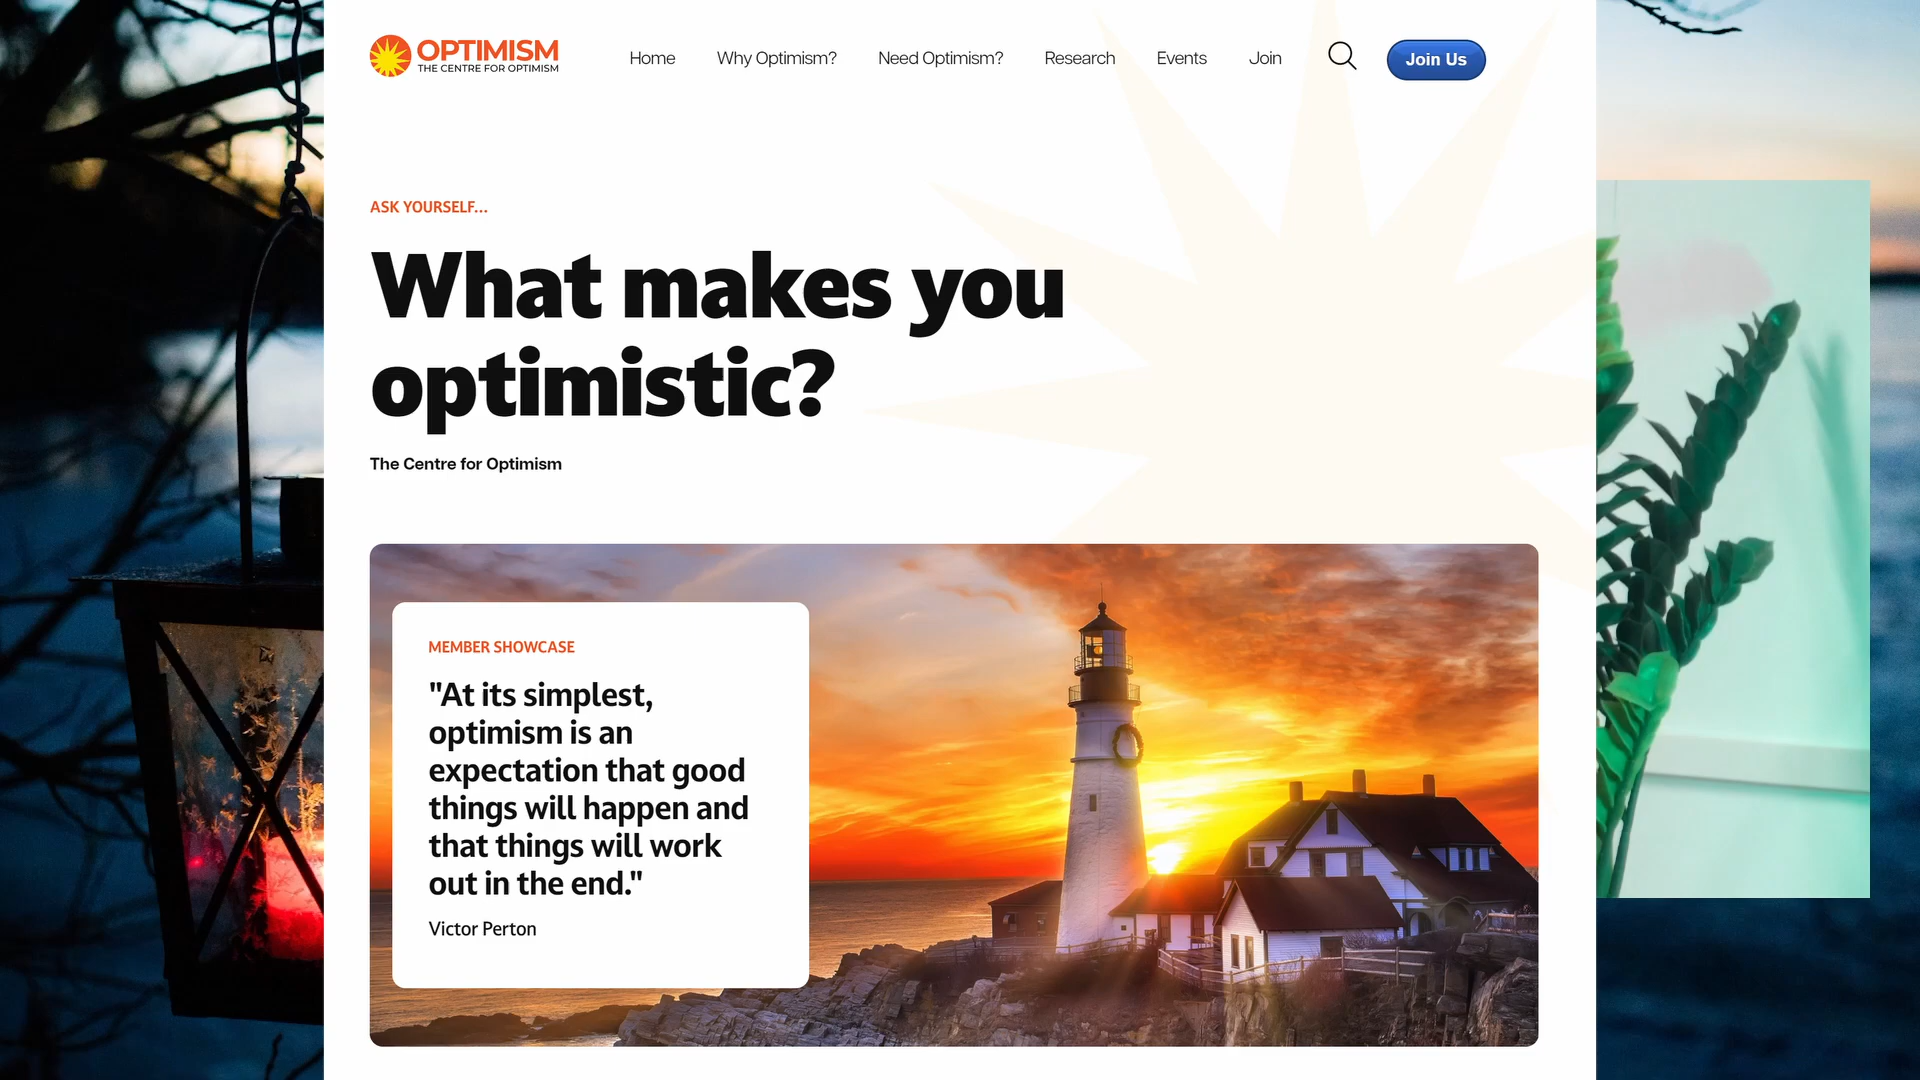 OPTIMISM
THE CENTRE FOR OPTIMISM
Home
Why Optimism?
Need Optimism?
Research
Events
Join
Join Us
ASK YOURSELF...
What makes you
optimistic?
The Centre for Optimism
MEMBER SHOWCASE
"At its simplest,
optimism is an
expectation that good
things will happen and
that things will work
out in the end."
Victor Perton